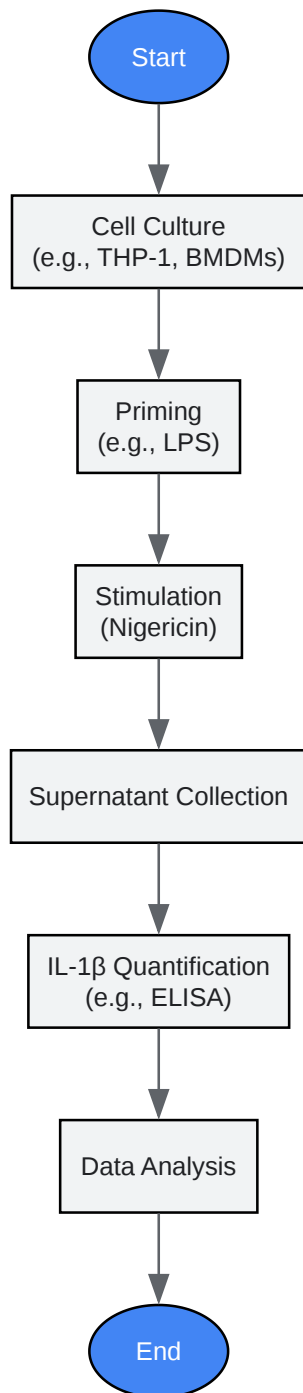 Start
Cell Culture
(e.g., THP-1, BMDMs)
Priming
(e.g., LPS)
Stimulation
(Nigericin)
Supernatant Collection
IL-1β Quantification
(e.g., ELISA)
Data Analysis
End